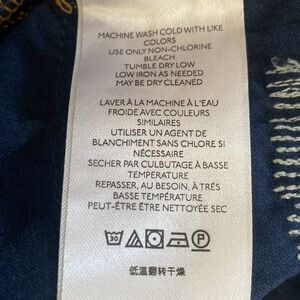 MACHINE WASH COLD WITH LIKE
COLORS
USE ONLY NON-CHLORINE
BLEACH
TUMBLE DRY LOW
LOW IRON AS NEEDED
MAY BE DRY CLEANED
LAVER À LA MACHINE À L'EAU
FROIDE AVEC COULEURS
SIMILAIRES
UTILISER UN AGENT DE
BLANCHIMENT SANS CHLORE SI
NÉCESSAIRE
SECHER PAR CULBUTAGE À BASSE
TEMPERATURE
REPASSER, AU BESOIN, À TRÉS
BASSE TEMPÉRATURE
PEUT-ÊTRE ÊTRE NETTOYÉE SEC
30 P
低温翻转干燥